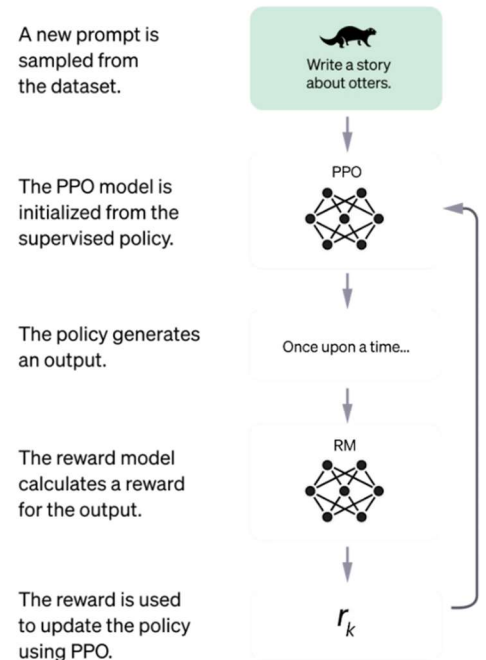 A new prompt is
sampled from
the dataset.
Write a story
about otters.
The PPO model is
initialized from the
supervised policy.
PPO
The policy generates
an output.
Once upon a time...
The reward model
calculates a reward
for the output.
RM
The reward is used
to update the policy
using PPO.
rₖ